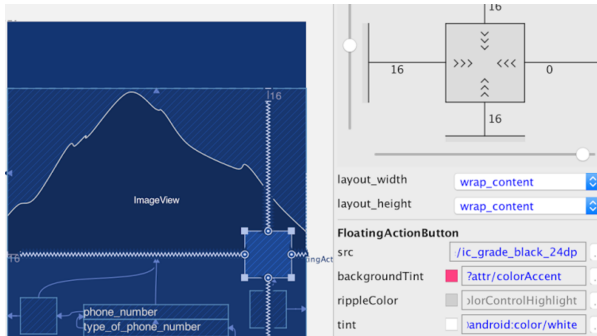 16
16
ImageView
16
phone_number
type_of_phone_number
16
16
0
16
layout_width
wrap_content
layout_height
wrap_content
FloatingActionButton
src
/ic_grade_black_24dp
backgroundTint
?attr/colorAccent
rippleColor
olorControlHighlight
tint
android:color/white